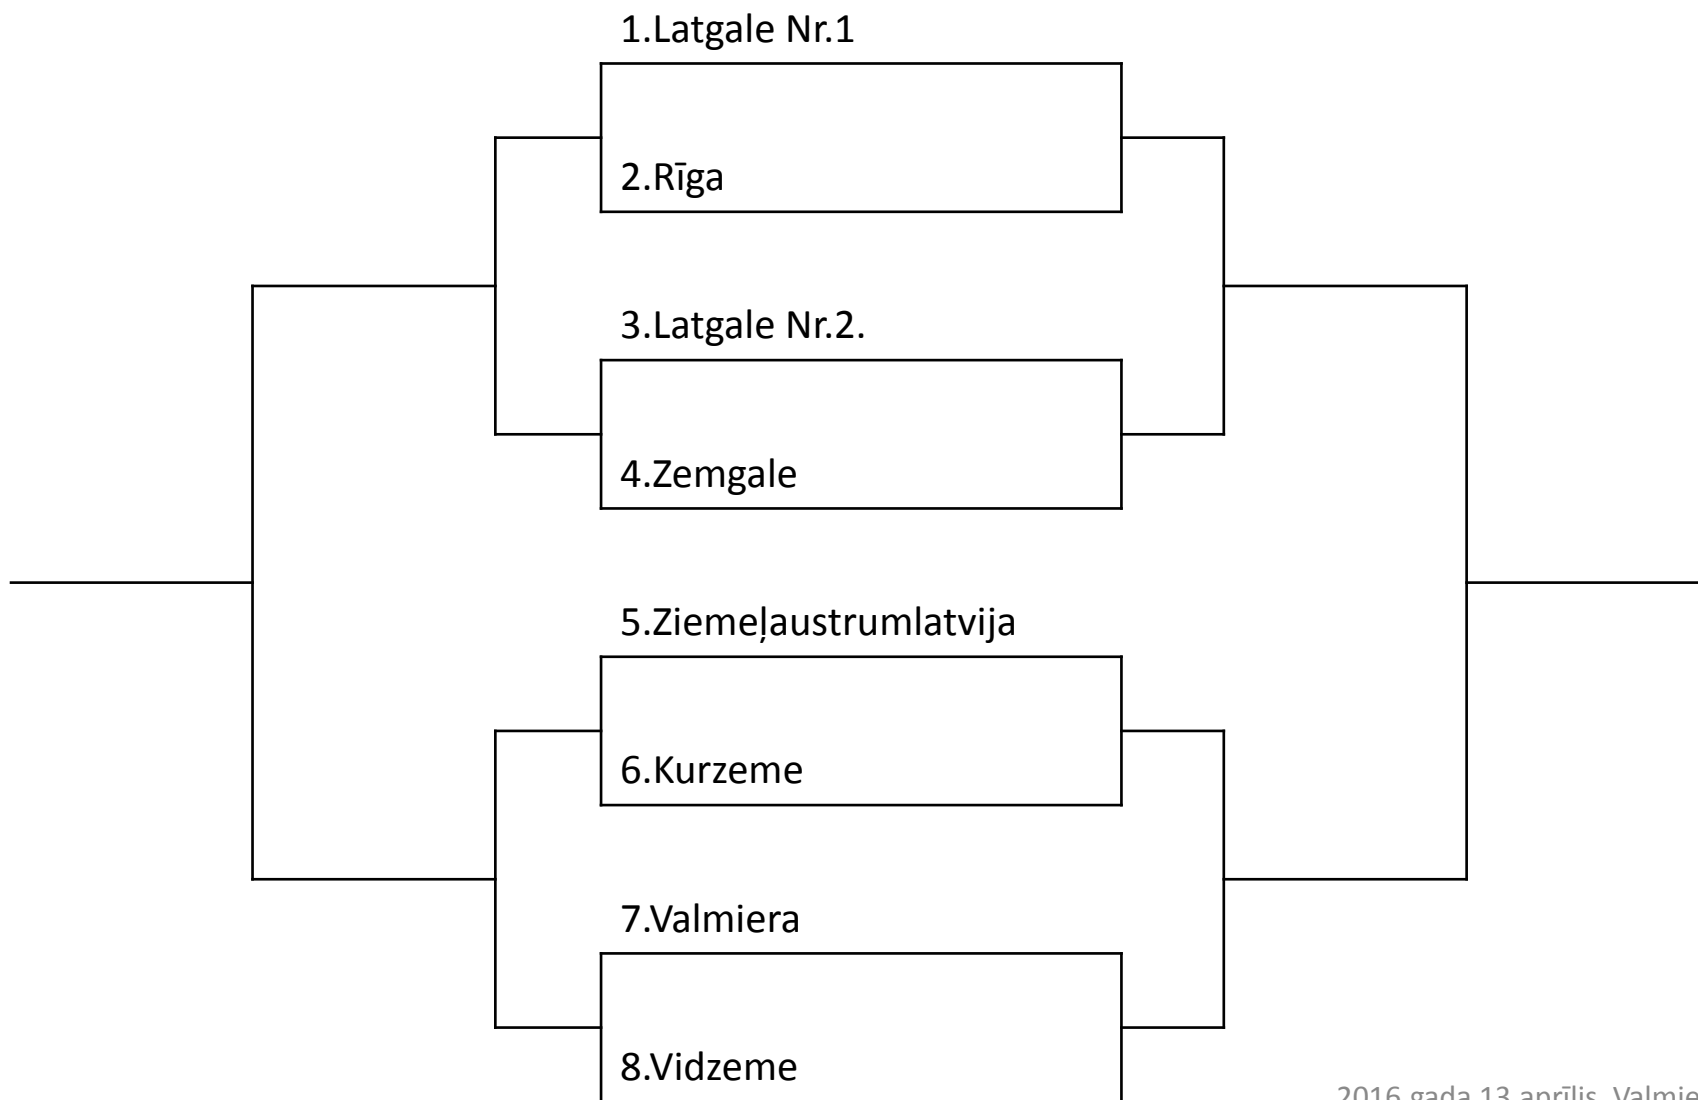 1.Latgale Nr.1
2.Rīga
3.Latgale Nr.2.
4.Zemgale
5.Ziemeļaustrumlatvija
6.Kurzeme
7.Valmiera
8.Vidzeme
2016 gada 13 aprīlis